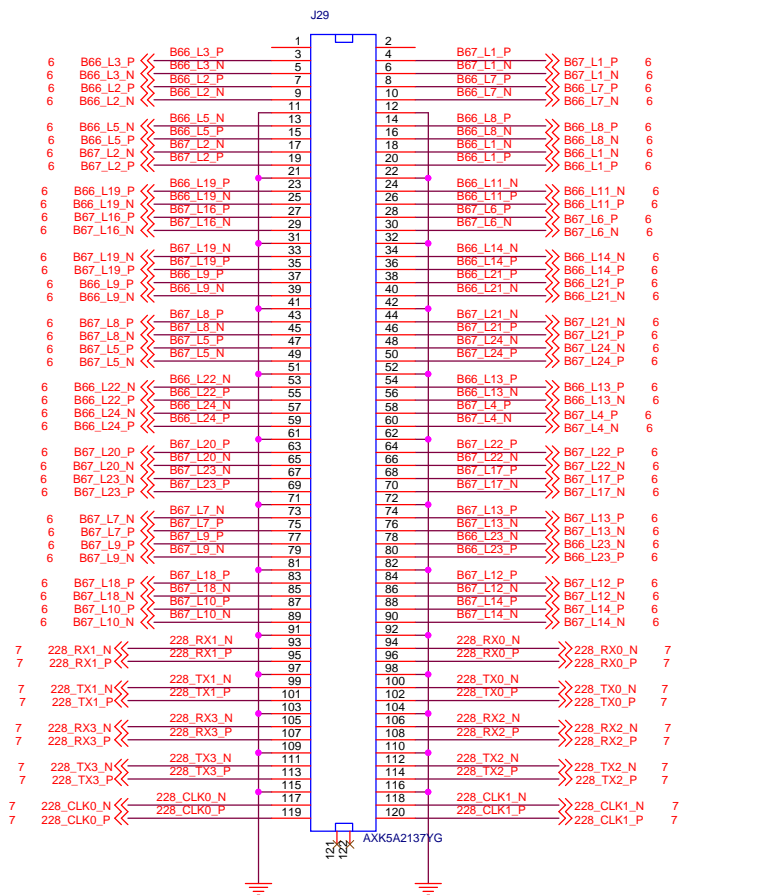 J29
1 2
B66_L3_P 3 4 B67_L1_P
6 B66_L3_P B66_L3_N 5 6 B67_L1_N B67_L1_P 6
6 B66_L3_N B66_L2_P 7 8 B66_L7_P B67_L1_N 6
6 B66_L2_P B66_L2_N 9 10 B66_L7_N B66_L7_P 6
6 B66_L2_N 11 12 B66_L7_N 6
B66_L5_N 13 14 B66_L8_P
6 B66_L5_N B66_L5_P 15 16 B66_L8_N B66_L8_P 6
6 B66_L5_P B67_L2_N 17 18 B66_L1_N B66_L8_N 6
6 B67_L2_N B67_L2_P 19 20 B66_L1_P B66_L1_N 6
6 B67_L2_P 21 22 B66_L1_P 6
B66_L19_P 23 24 B66_L11_N
6 B66_L19_P B66_L19_N 25 26 B66_L11_P B66_L11_N 6
6 B66_L19_N B67_L16_P 27 28 B67_L6_P B66_L11_P 6
6 B67_L16_P B67_L16_N 29 30 B67_L6_N B67_L6_P 6
6 B67_L16_N 31 32 B67_L6_N 6
B67_L19_N 33 34 B66_L14_N
6 B67_L19_N B67_L19_P 35 36 B66_L14_P B66_L14_N 6
6 B67_L19_P B66_L9_P 37 38 B66_L21_P B66_L14_P 6
6 B66_L9_P B66_L9_N 39 40 B66_L21_N B66_L21_P 6
6 B66_L9_N 41 42 B66_L21_N 6
B67_L8_P 43 44 B67_L21_N
6 B67_L8_P B67_L8_N 45 46 B67_L21_P B67_L21_N 6
6 B67_L8_N B67_L5_P 47 48 B67_L24_N B67_L21_P 6
6 B67_L5_P B67_L5_N 49 50 B67_L24_P B67_L24_N 6
6 B67_L5_N 51 52 B67_L24_P 6
B66_L22_N 53 54 B66_L13_P
6 B66_L22_N B66_L22_P 55 56 B66_L13_N B66_L13_P 6
6 B66_L22_P B66_L24_N 57 58 B67_L4_P B66_L13_N 6
6 B66_L24_N B66_L24_P 59 60 B67_L4_N B67_L4_P 6
6 B66_L24_P 61 62 B67_L4_N 6
B67_L20_P 63 64 B67_L22_P
6 B67_L20_P B67_L20_N 65 66 B67_L22_N B67_L22_P 6
6 B67_L20_N B67_L23_N 67 68 B67_L17_P B67_L22_N 6
6 B67_L23_N B67_L23_P 69 70 B67_L17_N B67_L17_P 6
6 B67_L23_P 71 72 B67_L17_N 6
B67_L7_N 73 74 B67_L13_P
6 B67_L7_N B67_L7_P 75 76 B67_L13_N B67_L13_P 6
6 B67_L7_P B67_L9_P 77 78 B66_L23_N B67_L13_N 6
6 B67_L9_P B67_L9_N 79 80 B66_L23_P B66_L23_N 6
6 B67_L9_N 81 82 B66_L23_P 6
B67_L18_P 83 84 B67_L12_P
6 B67_L18_P B67_L18_N 85 86 B67_L12_N B67_L12_P 6
6 B67_L18_N B67_L10_P 87 88 B67_L14_P B67_L12_N 6
6 B67_L10_P B67_L10_N 89 90 B67_L14_N B67_L14_P 6
6 B67_L10_N 91 92 B67_L14_N 6
228_RX1_N 93 94 228_RX0_N
7 228_RX1_N 228_RX1_P 95 96 228_RX0_P 228_RX0_N 7
7 228_RX1_P 97 98 228_RX0_P 7
228_TX1_N 99 100 228_TX0_N
7 228_TX1_N 228_TX1_P 101 102 228_TX0_P 228_TX0_N 7
7 228_TX1_P 103 104 228_TX0_P 7
228_RX3_N 105 106 228_RX2_N
7 228_RX3_N 228_RX3_P 107 108 228_RX2_P 228_RX2_N 7
7 228_RX3_P 109 110 228_RX2_P 7
228_TX3_N 111 112 228_TX2_N
7 228_TX3_N 228_TX3_P 113 114 228_TX2_P 228_TX2_N 7
7 228_TX3_P 115 116 228_TX2_P 7
228_CLK0_N 117 118 228_CLK1_N
7 228_CLK0_N 228_CLK0_P 119 120 228_CLK1_P 228_CLK1_N 7
7 228_CLK0_P 228_CLK1_P 7
AXK5A2137YG
121 122